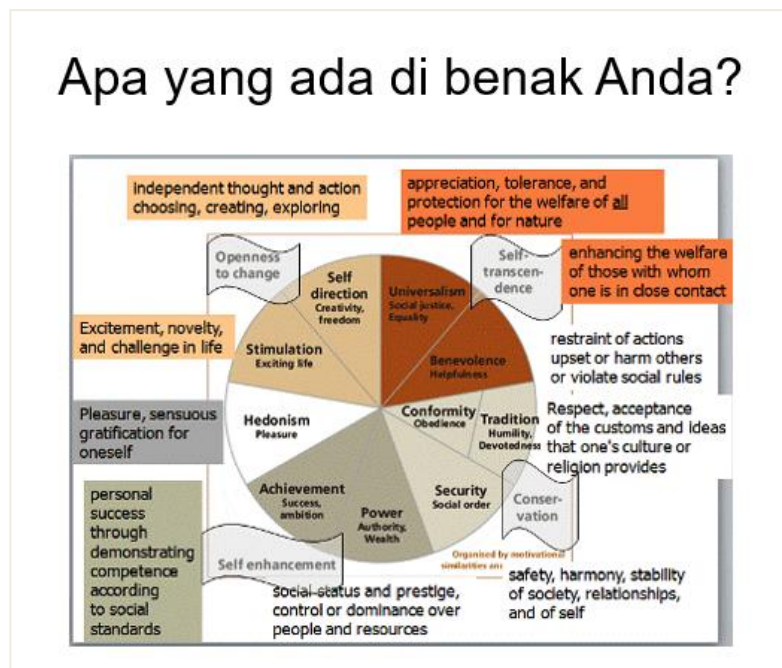 Apa yang ada di benak Anda?
independent thought and action
choosing, creating, exploring
appreciation, tolerance, and
protection for the welfare of all
people and for nature
Openness
to change
Self-
transcen-
dence
enhancing the welfare
of those with whom
one is in close contact
Self
direction
Creativity,
freedom
Universalism
Social justice,
Equality
Excitement, novelty,
and challenge in life
Stimulation
Exciting life
Benevolence
Helpfulness
restraint of actions
upset or harm others
or violate social rules
Pleasure, sensuous
gratification for
oneself
Hedonism
Pleasure
Conformity
Obedience
Tradition
Humility,
Devotedness
Respect, acceptance
of the customs and ideas
that one's culture or
religion provides
personal
success
through
demonstrating
competence
according
to social
standards
Achievement
Success,
ambition
Power
Authority,
Wealth
Security
Social order
Conser-
vation
Self enhancement
Organised by motivational
similarities
social status and prestige,
control or dominance over
people and resources
safety, harmony, stability
of society, relationships,
and of self